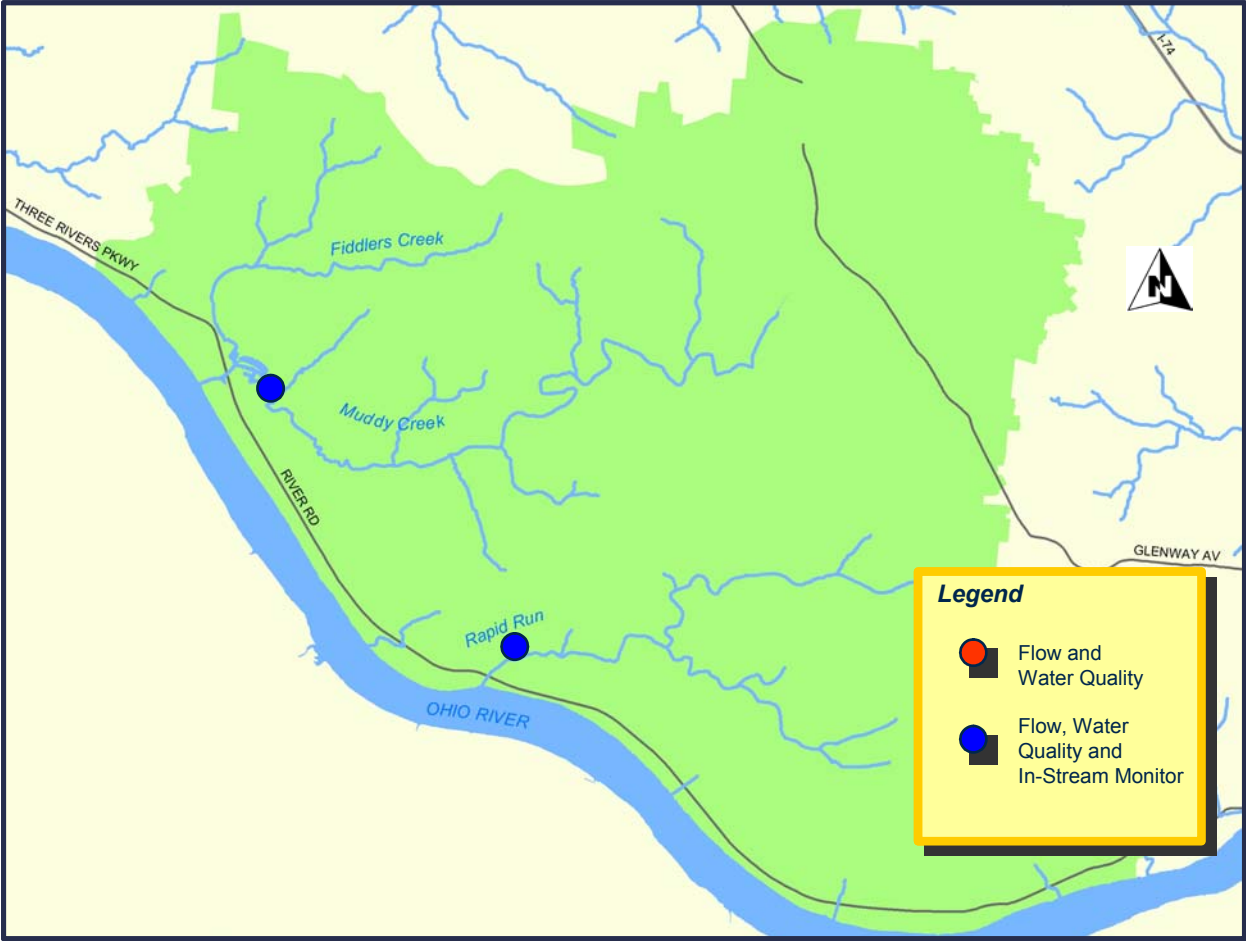 I-74
THREE RIVERS PKWY
Fiddlers Creek
N
Muddy Creek
RIVER RD
GLENWAY AV
Rapid Run
OHIO RIVER
Legend
Flow and
Water Quality
Flow, Water
Quality and
In-Stream Monitor